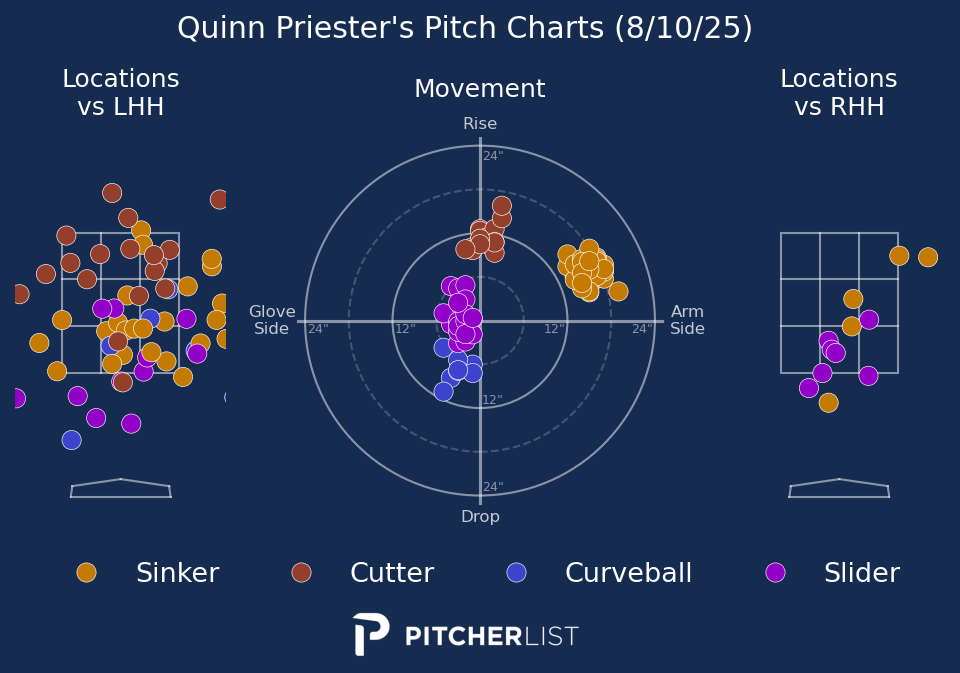 Quinn Priester's Pitch Charts (8/10/25)
Locations
vs LHH
Movement
Locations
vs RHH
Rise
24"
Glove
Side
24"
12"
12"
24"
Arm
Side
12"
24"
Drop
Sinker
Cutter
Curveball
Slider
PITCHERLIST